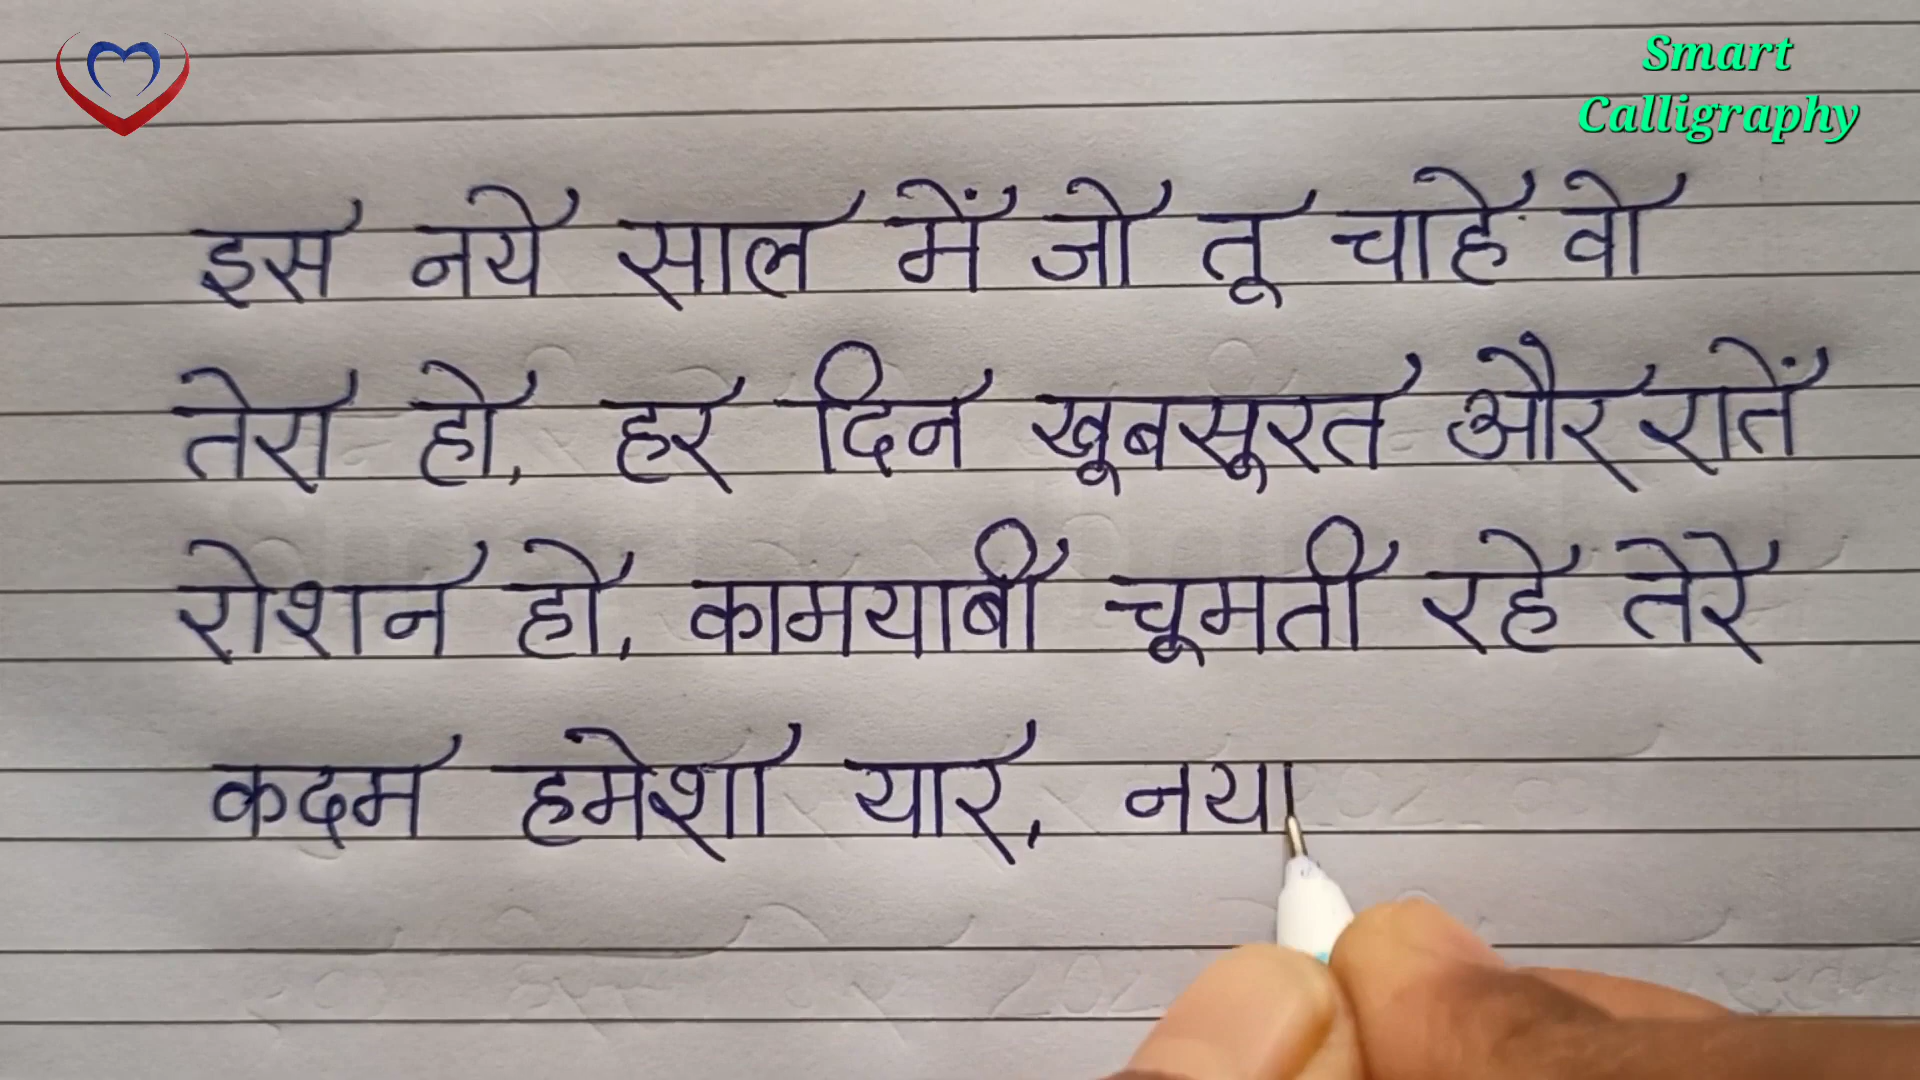 Smart
Calligraphy
इस नये साल में जो तू चाहे वो
तेरा हो, हर दिन खूबसूरत और रातें
रोशन हो, कामयाबी चूमती रहे तेरे
कदम हमेशा यार, नया